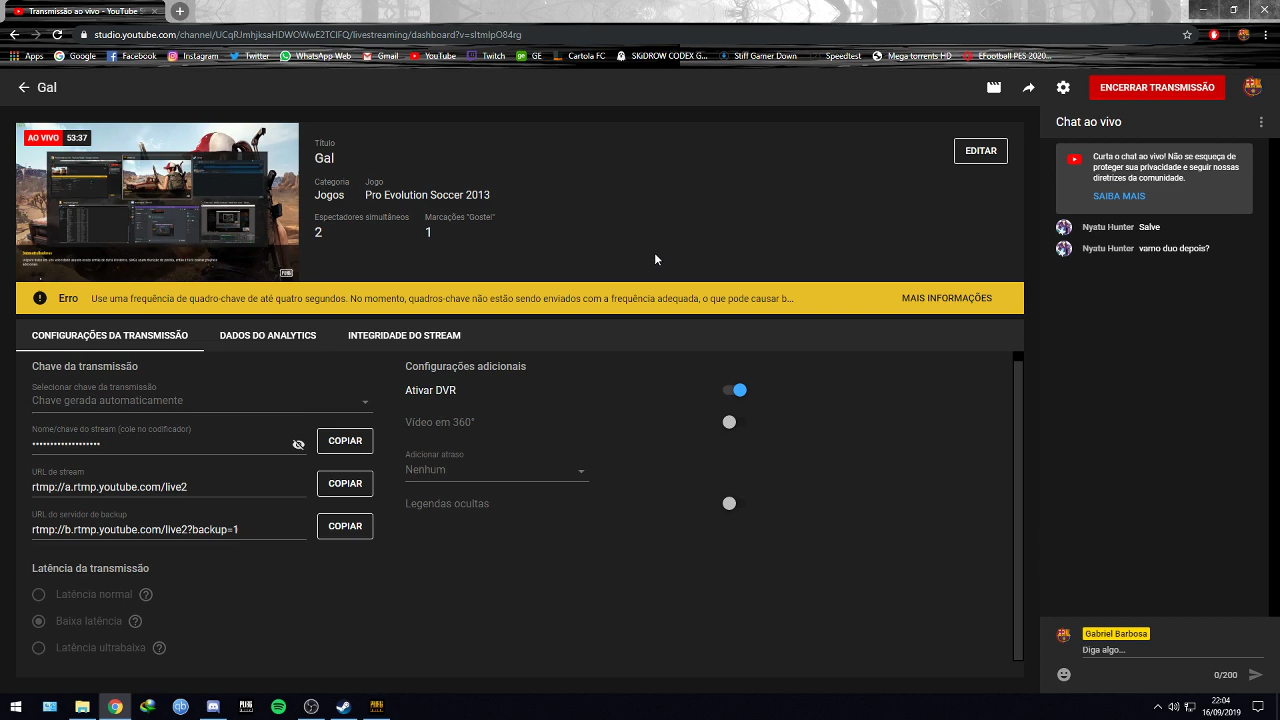 Transmissão ao vivo - YouTube S
studio.youtube.com/channel/UCqRJmhjksaHDWOWwE2TClFQ/livestreaming/dashboard?v=sltmlpO84rg
Apps Google Facebook Instagram Twitter WhatsApp Web Gmail YouTube Twitch GE Cartola FC SKiDROW CODEX G... Stiff Gamer Down Speedtest Mega torrents HD EFootball PES 2020...
Gal
ENCERRAR TRANSMISSÃO
AO VIVO 53:37
Título
Gal
EDITAR
Categoria Jogo
Jogos Pro Evolution Soccer 2013
Espectadores simultâneos Marcações "Gostei"
2 1
Erro Use uma frequência de quadro-chave de até quatro segundos. No momento, quadros-chave não estão sendo enviados com a frequência adequada, o que pode causar b... MAIS INFORMAÇÕES
CONFIGURAÇÕES DA TRANSMISSÃO DADOS DO ANALYTICS INTEGRIDADE DO STREAM
Chave da transmissão
Selecionar chave da transmissão
Chave gerada automaticamente
Nome/chave do stream (cole no codificador)
COPIAR
URL de stream
rtmp://a.rtmp.youtube.com/live2
COPIAR
URL do servidor de backup
rtmp://b.rtmp.youtube.com/live2?backup=1
COPIAR
Latência da transmissão
Latência normal
Baixa latência
Latência ultrabaixa
Configurações adicionais
Ativar DVR
Vídeo em 360°
Adicionar atraso
Nenhum
Legendas ocultas
Chat ao vivo
Curta o chat ao vivo! Não se esqueça de
proteger sua privacidade e seguir nossas
diretrizes da comunidade.
SAIBA MAIS
Nyatu Hunter Salve
Nyatu Hunter vamo duo depois?
Gabriel Barbosa
Diga algo...
0/200
22:04
16/09/2019